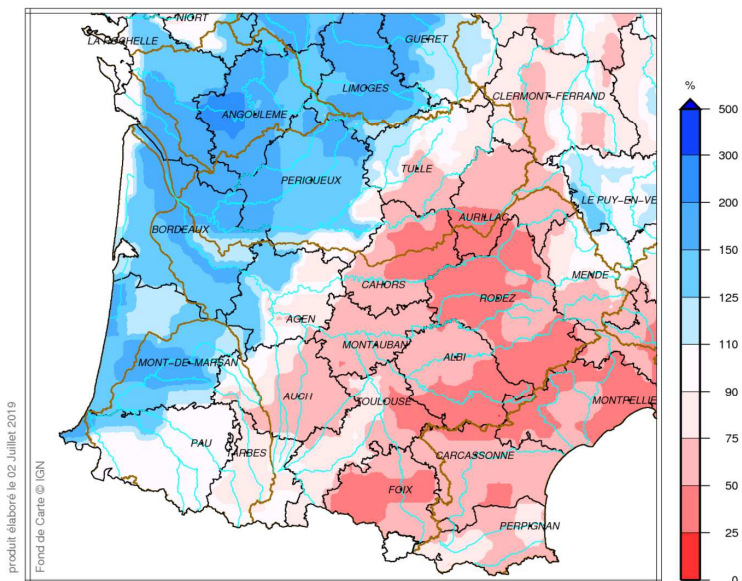 NIORT
LA ROCHELLE
GUERET
LIMOGES
CLERMONT-FERRAND
ANGOULEME
TULLE
PERIGUEUX
LE PUY-EN-VE
AURILLAC
BORDEAUX
MENDE
CAHORS
RODEZ
AGEN
MONTAUBAN
ALBI
MONT-DE-MARSAN
AUCH
TOULOUSE
MONTPELLIE
PAU
TARBES
CARCASSONNE
FOIX
PERPIGNAN
%
500
300
200
150
125
110
90
75
50
25
0
produit élaboré le 02 Juillet 2019
Fond de Carte © IGN